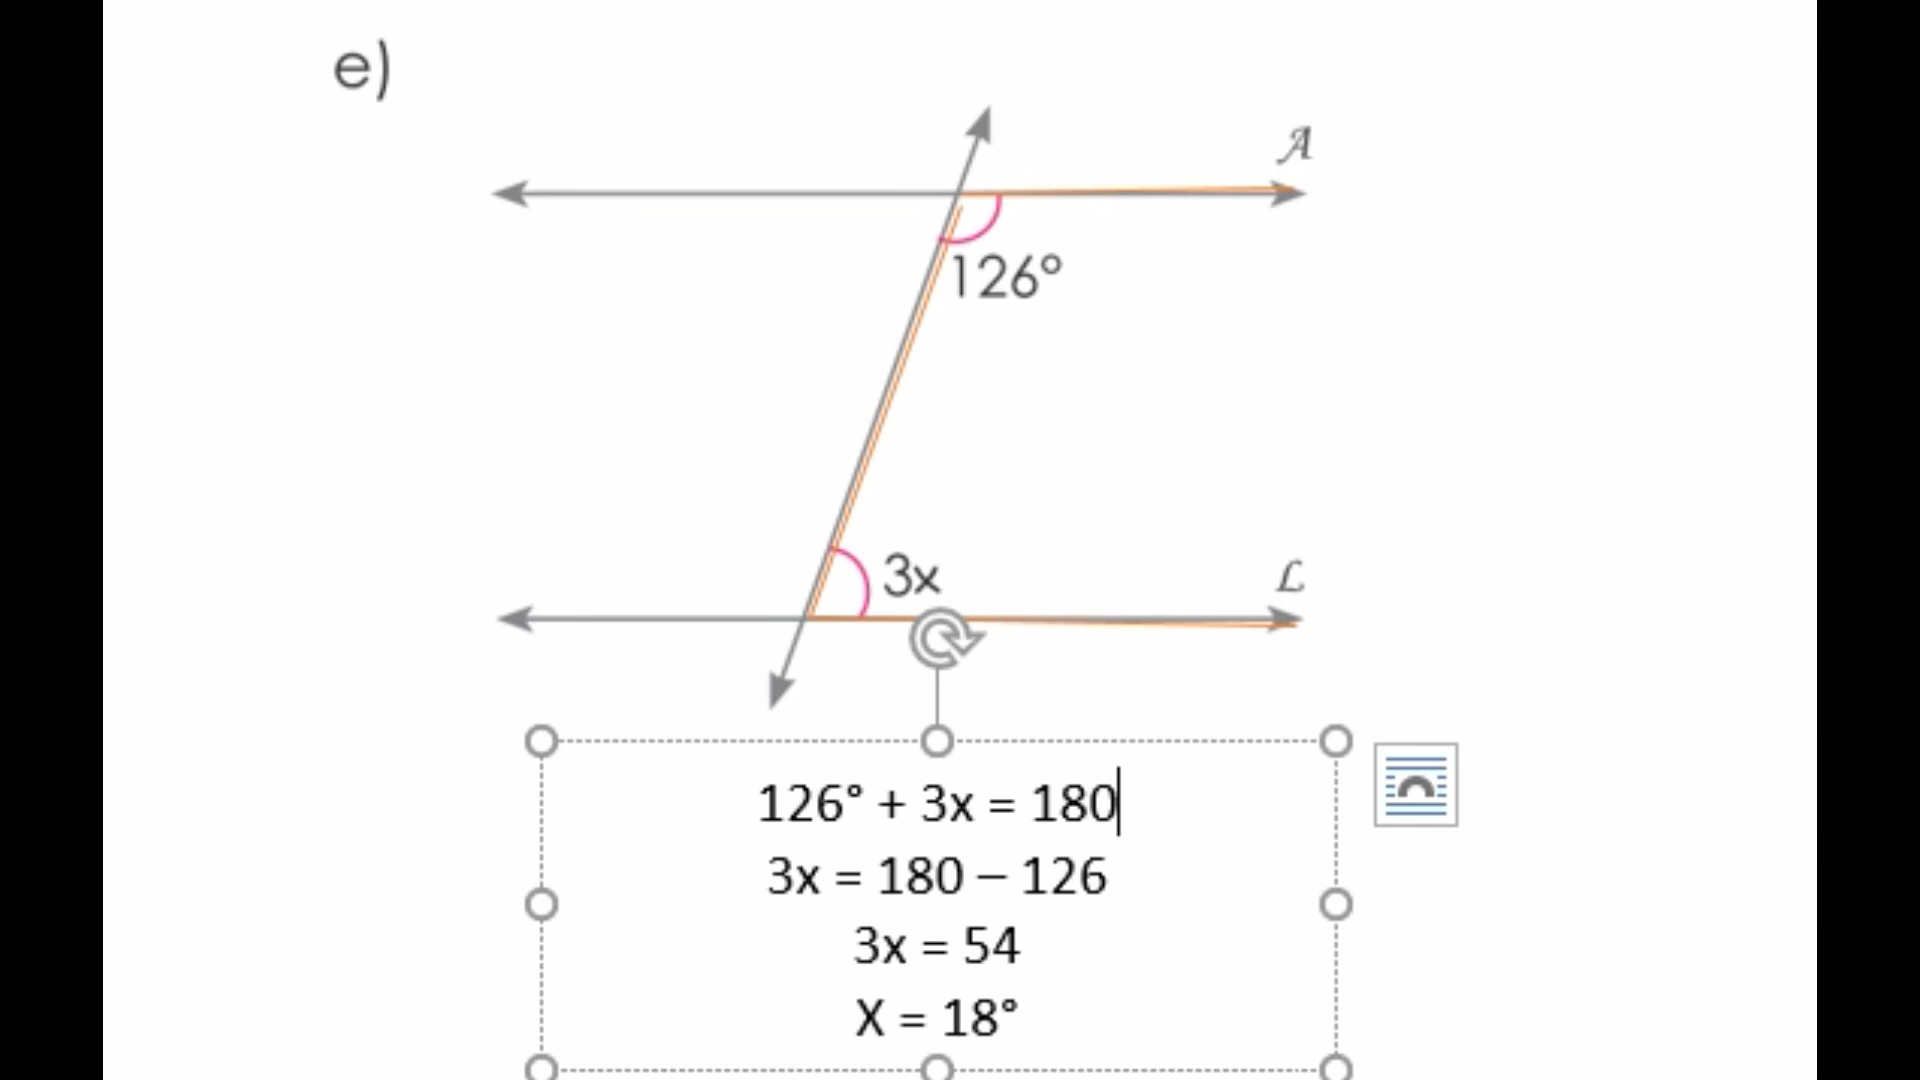 e)
𝒜
126°
3x
ℒ
126° + 3x = 180
3x = 180 – 126
3x = 54
X = 18°